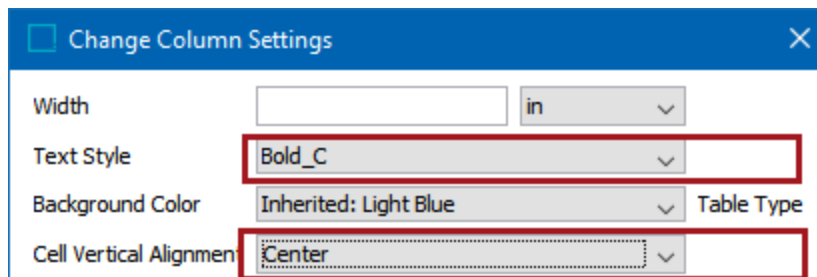 Change Column Settings
Width in
Text Style Bold_C
Background Color Inherited: Light Blue Table Type
Cell Vertical Alignment Center